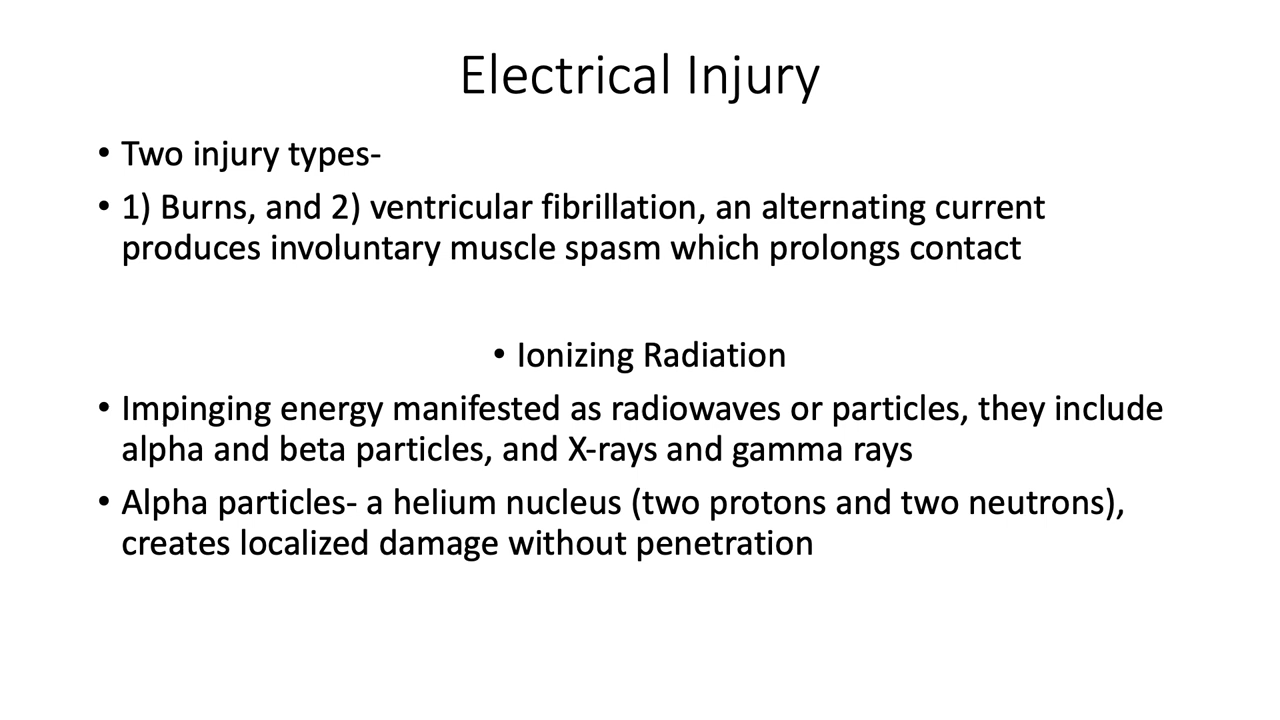 Electrical Injury
• Two injury types-
• 1) Burns, and 2) ventricular fibrillation, an alternating current
produces involuntary muscle spasm which prolongs contact
• Ionizing Radiation
• Impinging energy manifested as radiowaves or particles, they include
alpha and beta particles, and X-rays and gamma rays
• Alpha particles- a helium nucleus (two protons and two neutrons),
creates localized damage without penetration